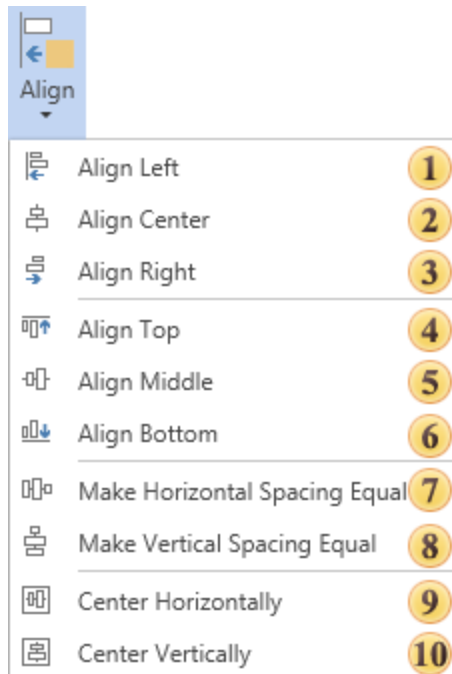 Align
Align Left 1
Align Center 2
Align Right 3
Align Top 4
Align Middle 5
Align Bottom 6
Make Horizontal Spacing Equal 7
Make Vertical Spacing Equal 8
Center Horizontally 9
Center Vertically 10